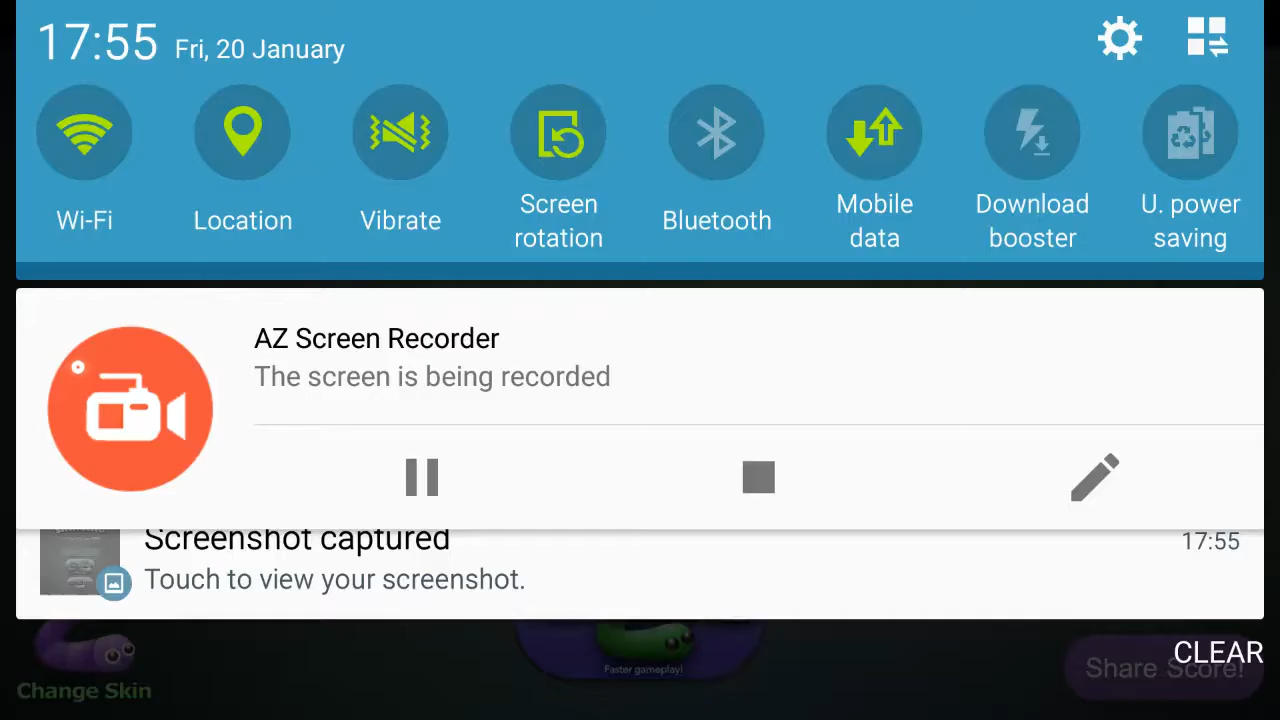 17:55 Fri, 20 January
Wi-Fi
Location
Vibrate
Screen
rotation
Bluetooth
Mobile
data
Download
booster
U. power
saving
AZ Screen Recorder
The screen is being recorded
Screenshot captured
17:55
Touch to view your screenshot.
CLEAR
Faster gameplay!
Share Score!
Change Skin